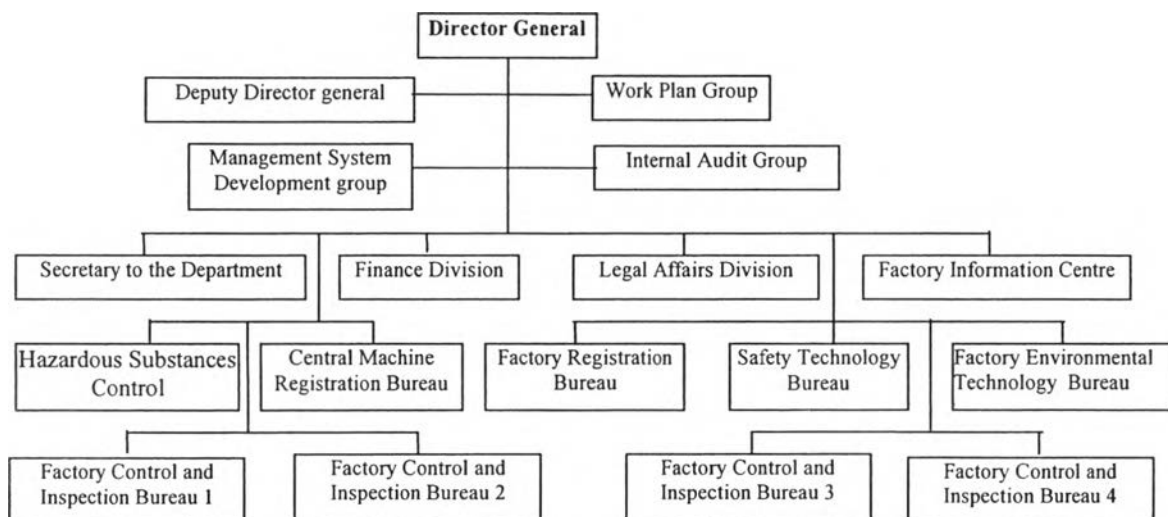 Director General
Deputy Director general
Work Plan Group
Management System
Development group
Internal Audit Group
Secretary to the Department
Finance Division
Legal Affairs Division
Factory Information Centre
Hazardous Substances
Control
Central Machine
Registration Bureau
Factory Registration
Bureau
Safety Technology
Bureau
Factory Environmental
Technology Bureau
Factory Control and
Inspection Bureau 1
Factory Control and
Inspection Bureau 2
Factory Control and
Inspection Bureau 3
Factory Control and
Inspection Bureau 4